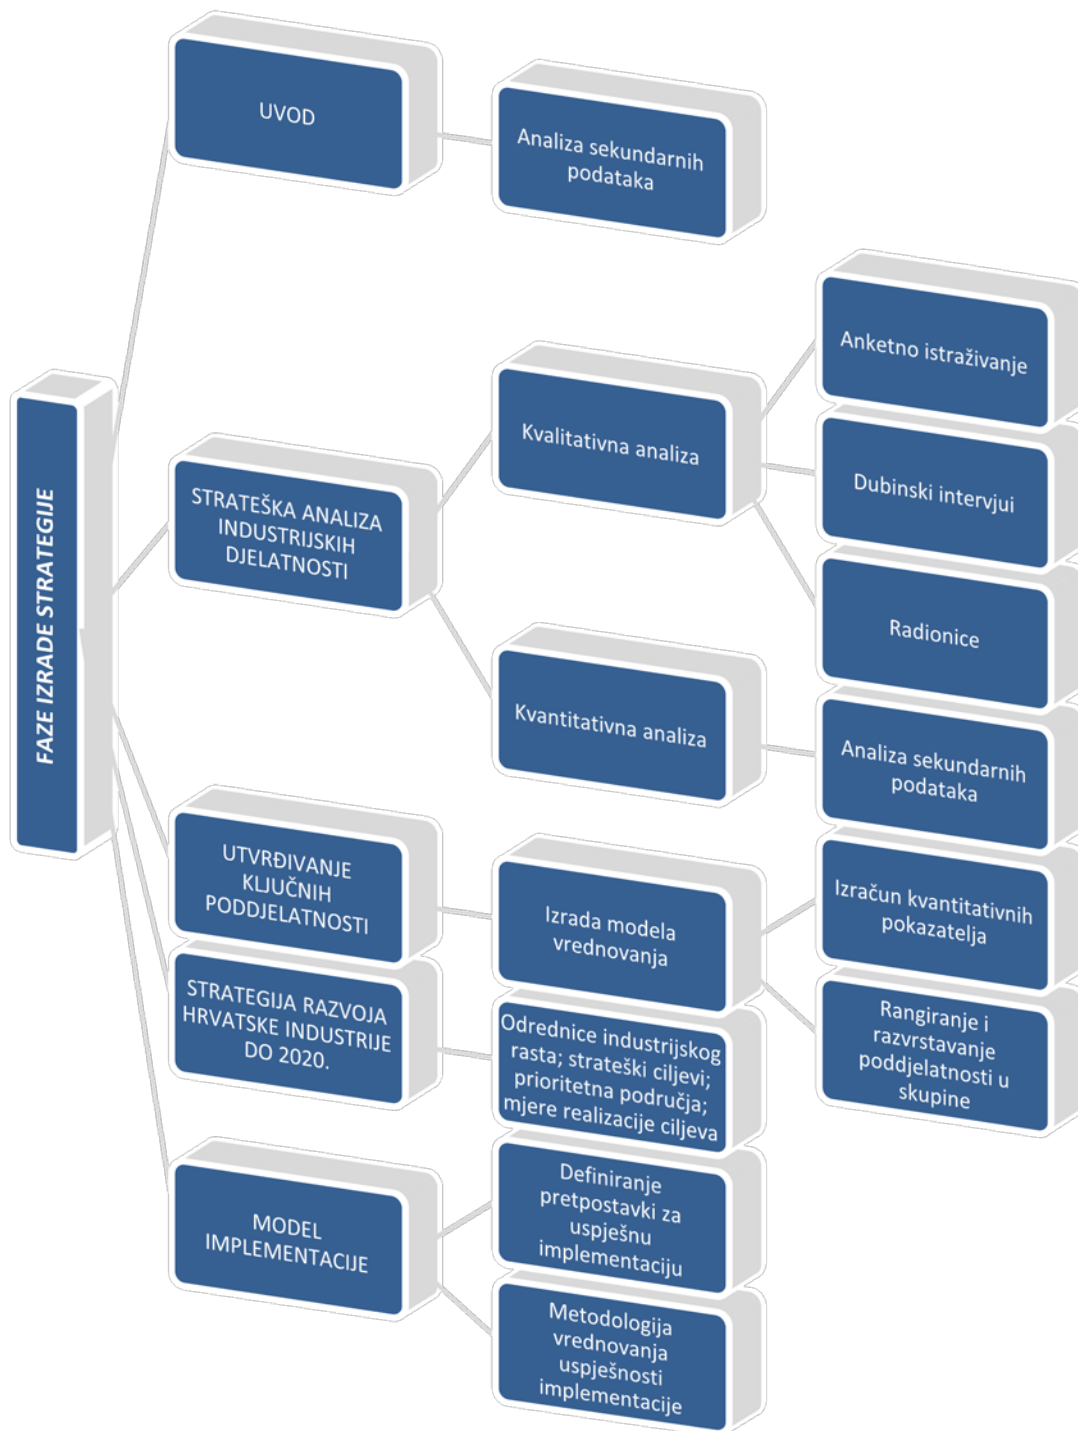 FAZE IZRADE STRATEGIJE
UVOD
Analiza sekundarnih
podataka
STRATEŠKA ANALIZA
INDUSTRIJSKIH
DJELATNOSTI
Kvalitativna analiza
Anketno istraživanje
Dubinski intervjui
Radionice
Kvantitativna analiza
Analiza sekundarnih
podataka
UTVRĐIVANJE
KLJUČNIH
PODDJELATNOSTI
Izrada modela
vrednovanja
Izračun kvantitativnih
pokazatelja
Rangiranje i
razvrstavanje
poddjelatnosti u
skupine
STRATEGIJA RAZVOJA
HRVATSKE INDUSTRIJE
DO 2020.
Odrednice industrijskog
rasta; strateški ciljevi;
prioritetna područja;
mjere realizacije ciljeva
MODEL
IMPLEMENTACIJE
Definiranje
pretpostavki za
uspješnu
implementaciju
Metodologija
vrednovanja
uspješnosti
implementacije